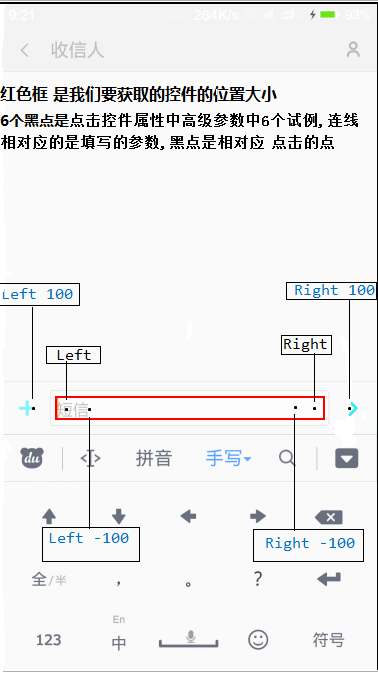 9:21 ... 264K/s 93%
收信人
红色框 是我们要获取的控件的位置大小
6个黑点是点击控件属性中高级参数中6个试例，连线
相对应的是填写的参数，黑点是相对应 点击的点
Left 100
Right 100
Left
Right
短信
du 拼音 手写
Left -100
Right -100
全/半 ， 。 ？
En
123 中 符号